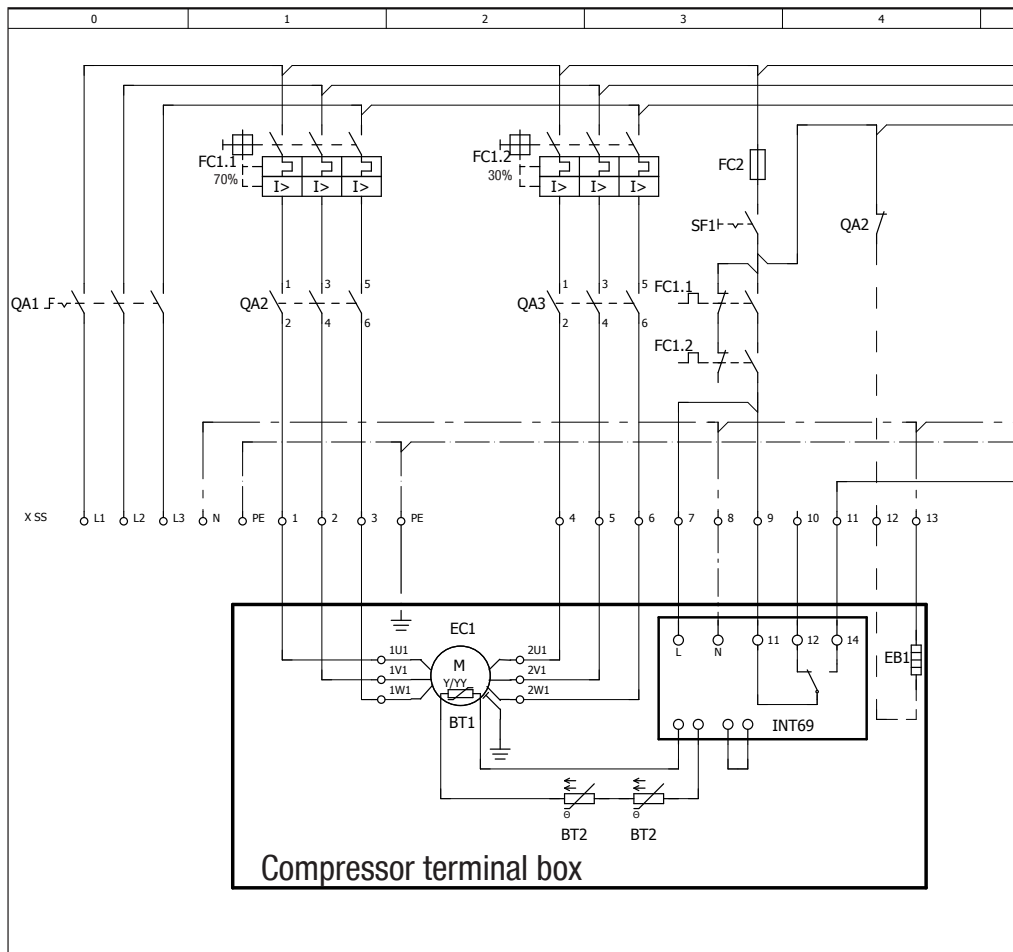 0 1 2 3 4
FC1.1
70%
I> I> I>
FC1.2
30%
I> I> I>
FC2
SF1
QA2
QA1
QA2
1 3 5
2 4 6
QA3
1 3 5
2 4 6
FC1.1
FC1.2
X SS L1 L2 L3 N PE 1 2 3 PE 4 5 6 7 8 9 10 11 12 13
EC1
M
Y/YY
BT1
1U1
1V1
1W1
2U1
2V1
2W1
L N 11 12 14
INT69
EB1
Θ Θ
BT2 BT2
Compressor terminal box